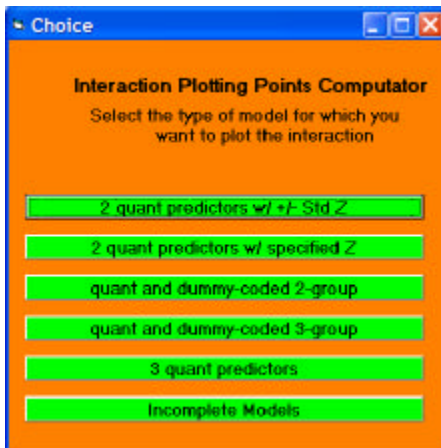 Choice
Interaction Plotting Points Computator
Select the type of model for which you
want to plot the interaction
2 quant predictors w/ +/- Std Z
2 quant predictors w/ specified Z
quant and dummy-coded 2-group
quant and dummy-coded 3-group
3 quant predictors
Incomplete Models